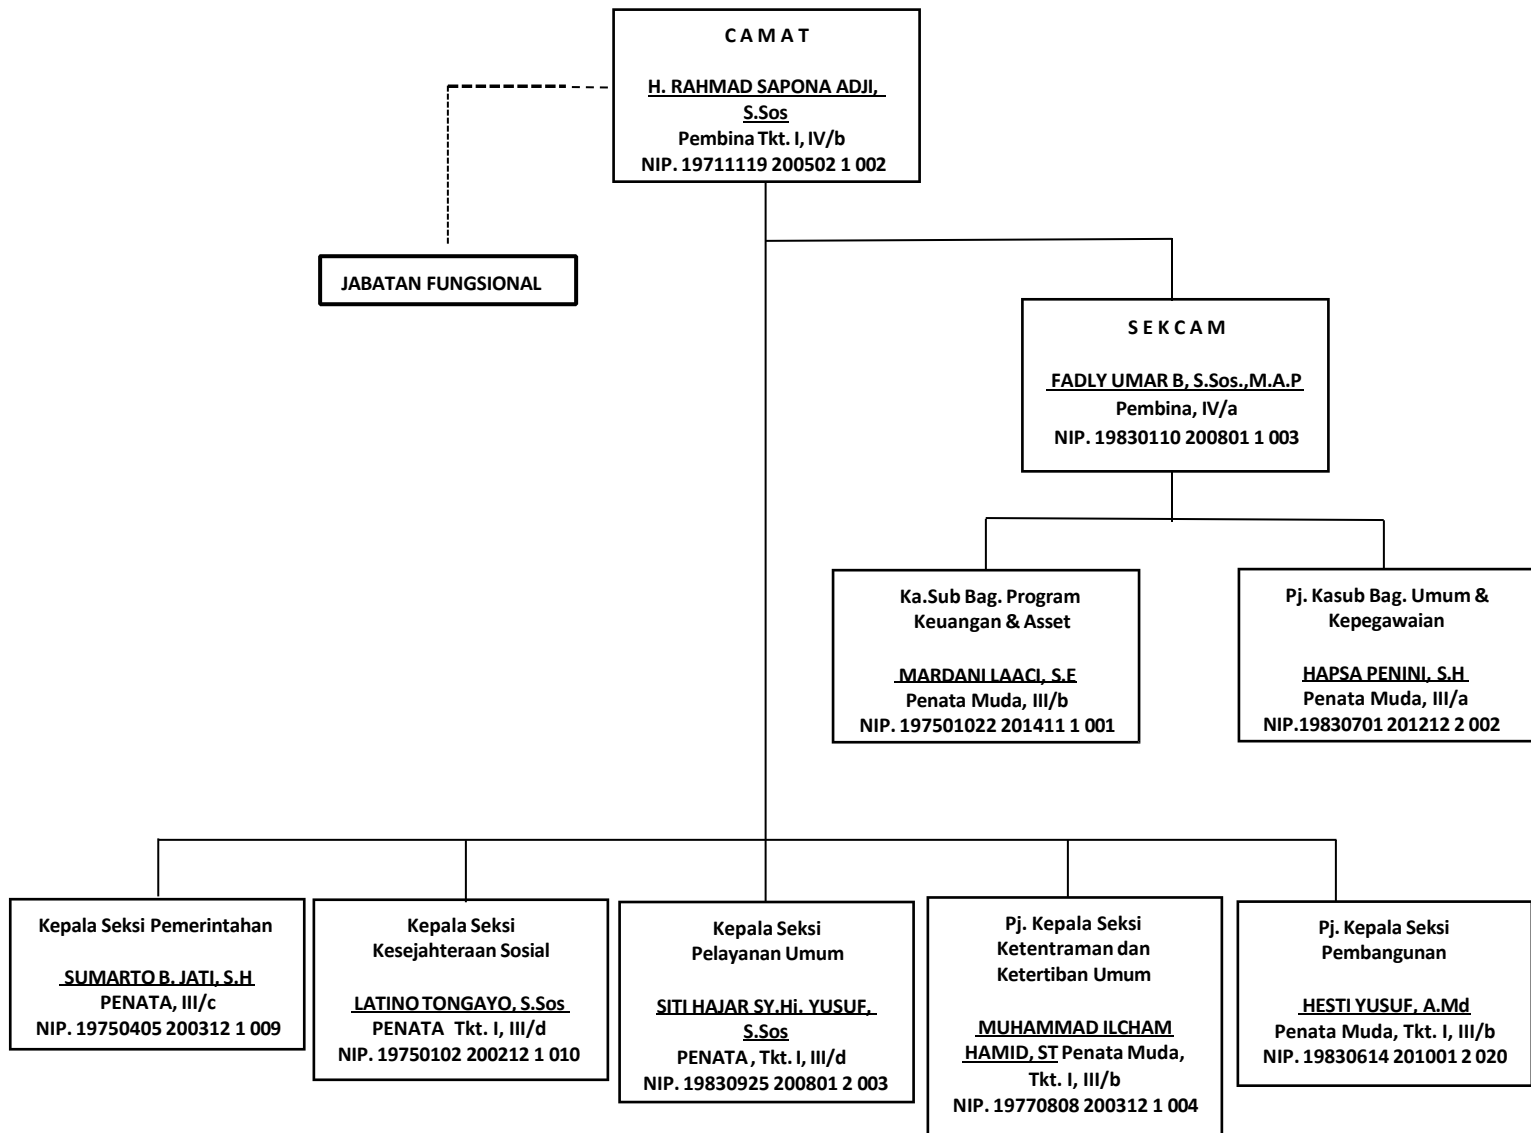 C A M A T
H. RAHMAD SAPONA ADJI,
S.Sos
Pembina Tkt. I, IV/b
NIP. 19711119 200502 1 002
JABATAN FUNGSIONAL
S E K C A M
FADLY UMAR B, S.Sos.,M.A.P
Pembina, IV/a
NIP. 19830110 200801 1 003
Ka.Sub Bag. Program
Keuangan & Asset
MARDANI LAACI, S.E
Penata Muda, III/b
NIP. 197501022 201411 1 001
Pj. Kasub Bag. Umum &
Kepegawaian
HAPSA PENINI, S.H
Penata Muda, III/a
NIP.19830701 201212 2 002
Kepala Seksi Pemerintahan
SUMARTO B. JATI, S.H
PENATA, III/c
NIP. 19750405 200312 1 009
Kepala Seksi
Kesejahteraan Sosial
LATINO TONGAYO, S.Sos
PENATA Tkt. I, III/d
NIP. 19750102 200212 1 010
Kepala Seksi
Pelayanan Umum
SITI HAJAR SY.Hi. YUSUF,
S.Sos
PENATA, Tkt. I, III/d
NIP. 19830925 200801 2 003
Pj. Kepala Seksi
Ketentraman dan
Ketertiban Umum
MUHAMMAD ILCHAM
HAMID, ST Penata Muda,
Tkt. I, III/b
NIP. 19770808 200312 1 004
Pj. Kepala Seksi
Pembangunan
HESTI YUSUF, A.Md
Penata Muda, Tkt. I, III/b
NIP. 19830614 201001 2 020